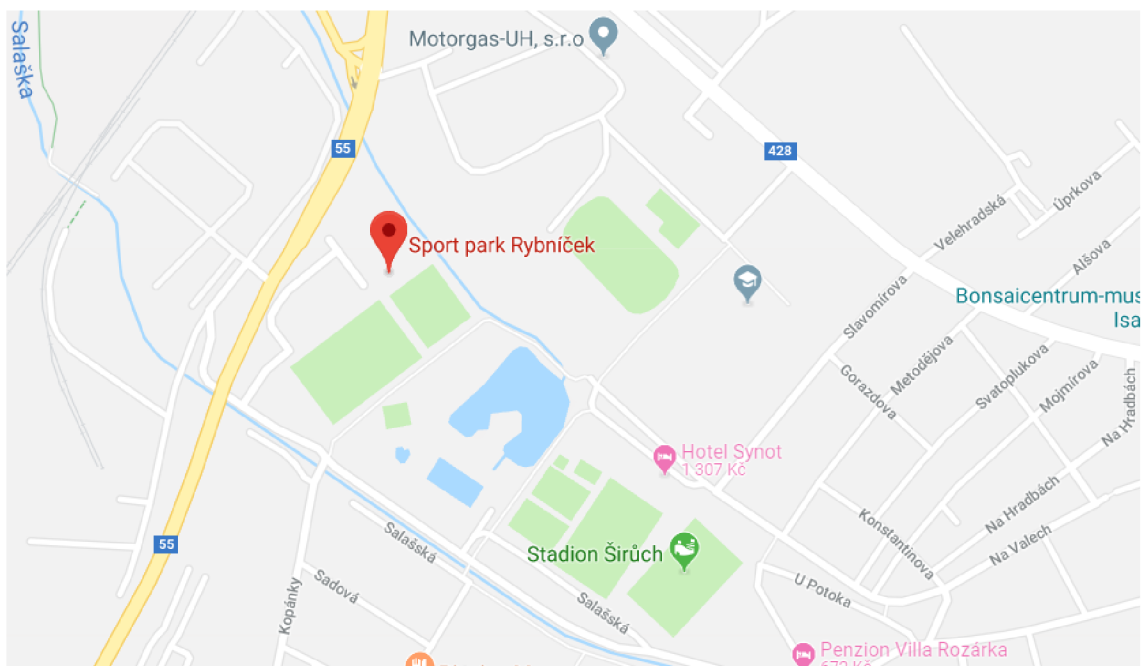 Salaška
Motorgas-UH, s.r.o
55
428
Úprkova
Velehradská
Sport park Rybníček
Alšova
Bonsaicentrum-mus
Isa
Slavomírova
Metodějova
Svatoplukova
Gorazdova
Mojmírova
Na Hradbách
Hotel Synot
1 307 Kč
Na Hradbách
Konstantinova
Na Valech
55
Salašská
Stadion Širůch
Sadová
Kopánky
Salašská
U Potoka
Penzion Villa Rozárka
673 Kč